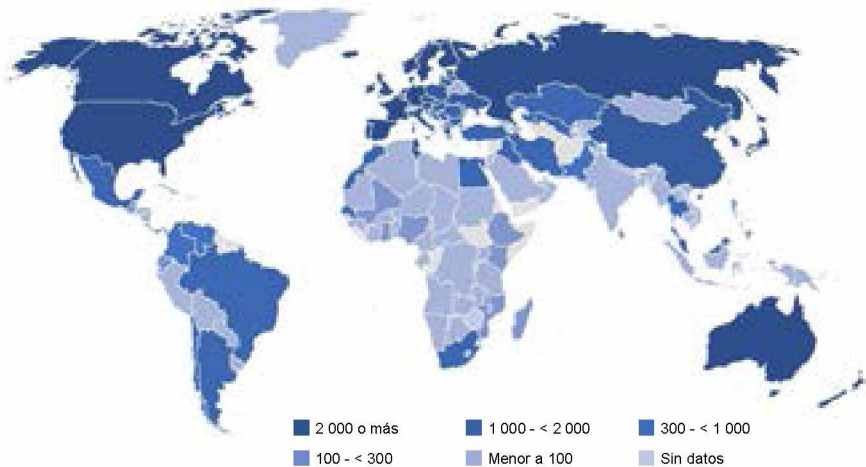 2 000 o más
1 000 - < 2 000
300 - < 1 000
100 - < 300
Menor a 100
Sin datos